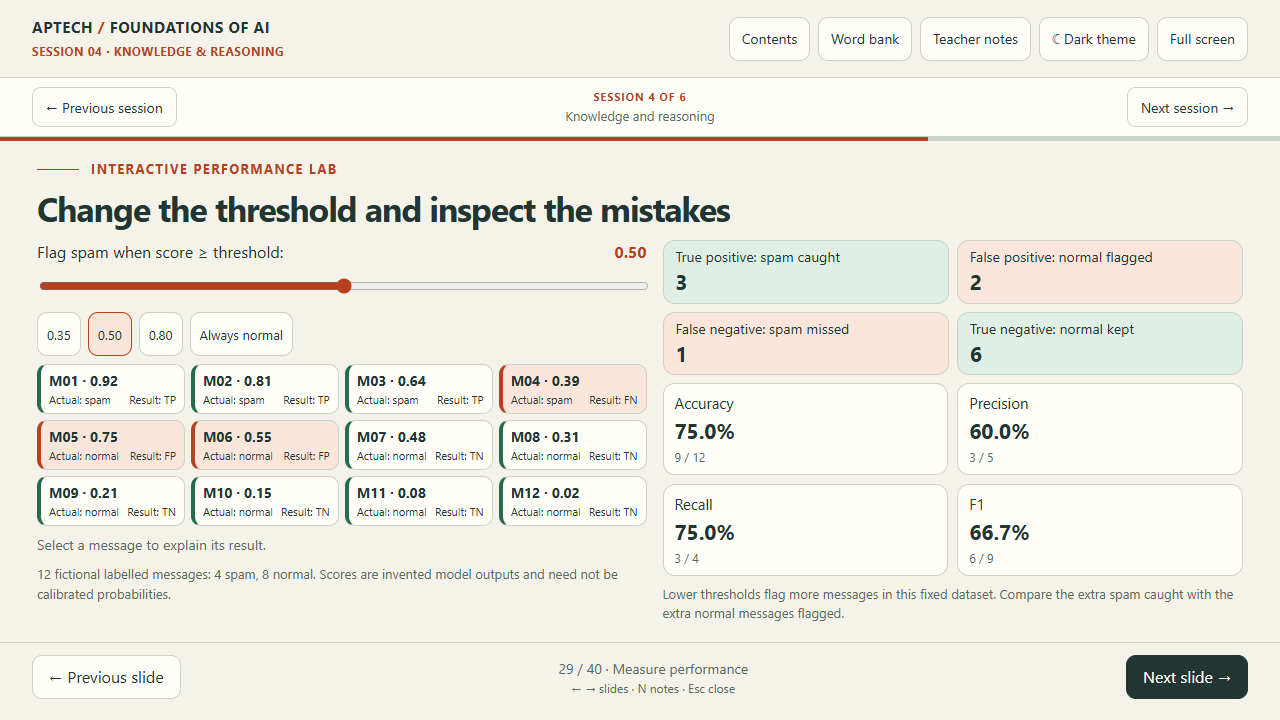 APTECH / FOUNDATIONS OF AI
SESSION 04 · KNOWLEDGE & REASONING
Contents
Word bank
Teacher notes
☾ Dark theme
Full screen
← Previous session
SESSION 4 OF 6
Knowledge and reasoning
Next session →
INTERACTIVE PERFORMANCE LAB
Change the threshold and inspect the mistakes
Flag spam when score ≥ threshold: 0.50
0.35
0.50
0.80
Always normal
M01 · 0.92
Actual: spam Result: TP
M02 · 0.81
Actual: spam Result: TP
M03 · 0.64
Actual: spam Result: TP
M04 · 0.39
Actual: spam Result: FN
M05 · 0.75
Actual: normal Result: FP
M06 · 0.55
Actual: normal Result: FP
M07 · 0.48
Actual: normal Result: TN
M08 · 0.31
Actual: normal Result: TN
M09 · 0.21
Actual: normal Result: TN
M10 · 0.15
Actual: normal Result: TN
M11 · 0.08
Actual: normal Result: TN
M12 · 0.02
Actual: normal Result: TN
Select a message to explain its result.
12 fictional labelled messages: 4 spam, 8 normal. Scores are invented model outputs and need not be
calibrated probabilities.
True positive: spam caught
3
False positive: normal flagged
2
False negative: spam missed
1
True negative: normal kept
6
Accuracy
75.0%
9 / 12
Precision
60.0%
3 / 5
Recall
75.0%
3 / 4
F1
66.7%
6 / 9
Lower thresholds flag more messages in this fixed dataset. Compare the extra spam caught with the
extra normal messages flagged.
← Previous slide
29 / 40 · Measure performance
← → slides · N notes · Esc close
Next slide →